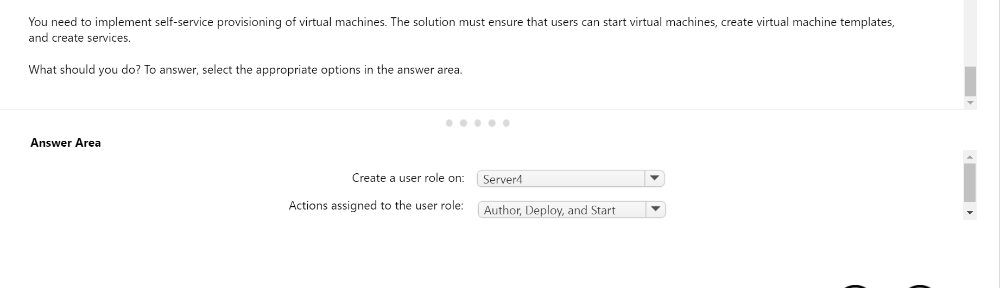 You need to implement self-service provisioning of virtual machines. The solution must ensure that users can start virtual machines, create virtual machine templates,
and create services.
What should you do? To answer, select the appropriate options in the answer area.
Answer Area
Create a user role on: Server4
Actions assigned to the user role: Author, Deploy, and Start